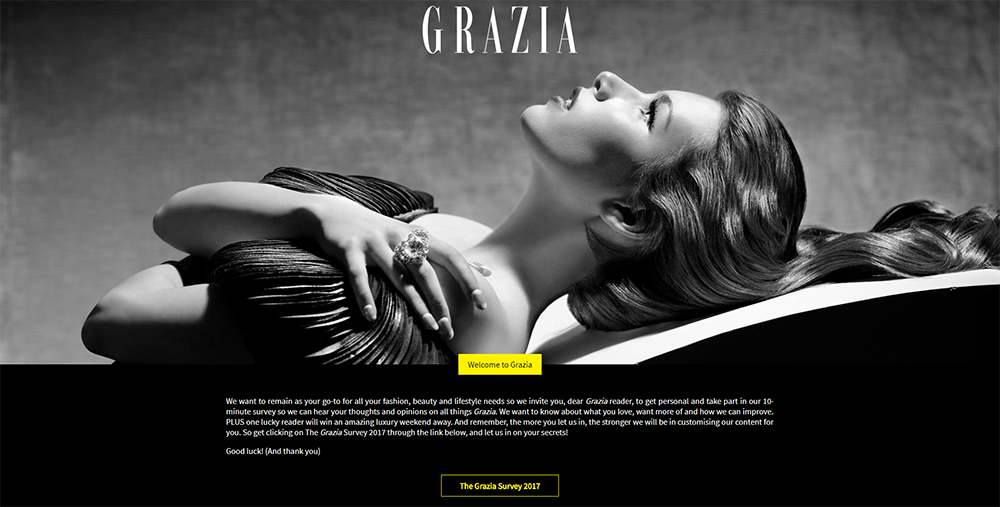 GRAZIA
Welcome to Grazia
We want to remain as your go-to for all your fashion, beauty and lifestyle needs so we invite you, dear Grazia reader, to get personal and take part in our 10-
minute survey so we can hear your thoughts and opinions on all things Grazia. We want to know about what you love, want more of and how we can improve.
PLUS one lucky reader will win an amazing luxury weekend away. And remember, the more you let us in, the stronger we will be in customising our content for
you. So get clicking on The Grazia Survey 2017 through the link below, and let us in on your secrets!
Good luck! (And thank you)
The Grazia Survey 2017